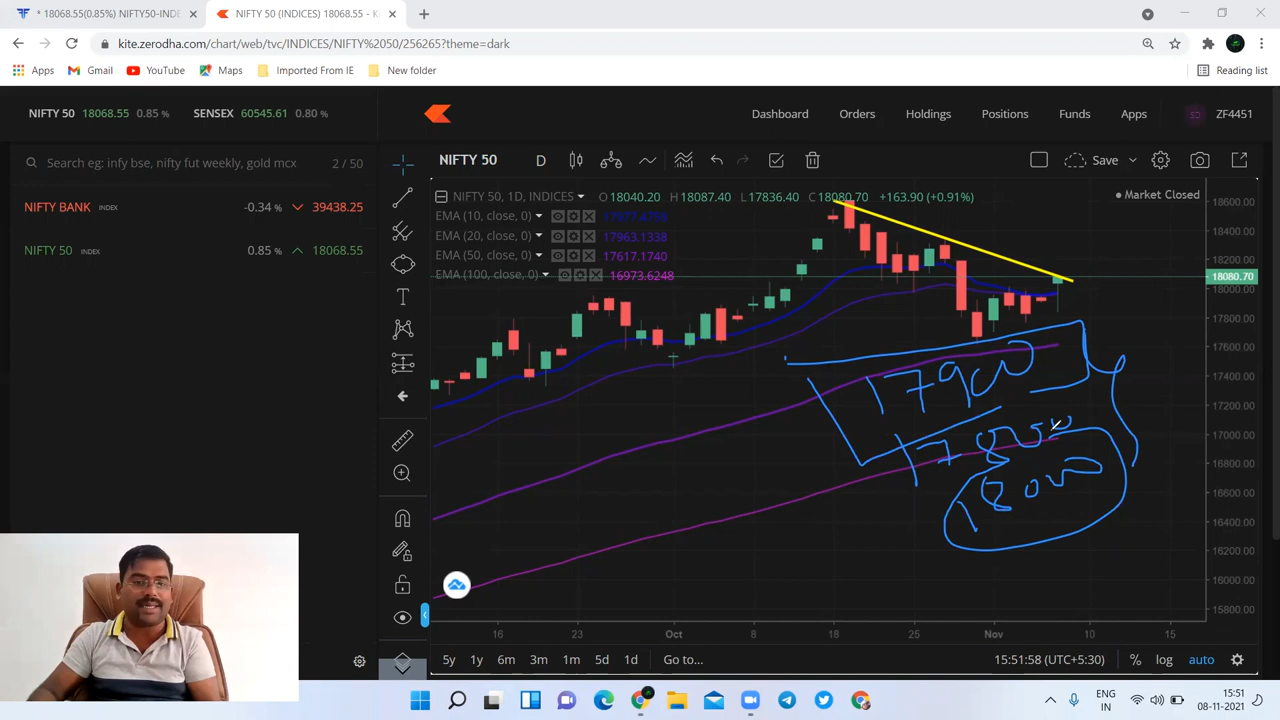 * 18068.55(0.85%) NIFTY50-INDE
NIFTY 50 (INDICES) 18068.55 - K
kite.zerodha.com/chart/web/tvc/INDICES/NIFTY%2050/256265?theme=dark
Apps Gmail YouTube Maps Imported From IE New folder Reading list
NIFTY 50 18068.55 0.85 % SENSEX 60545.61 0.80 %
Dashboard Orders Holdings Positions Funds Apps ZF4451
Search eg: infy bse, nifty fut weekly, gold mcx 2 / 50
NIFTY BANK INDEX -0.34 % 39438.25
NIFTY 50 INDEX 0.85 % 18068.55
NIFTY 50 D Save
NIFTY 50, 1D, INDICES O18040.20 H18087.40 L17836.40 C18080.70 +163.90 (+0.91%)
Market Closed
EMA (10, close, 0)
EMA (20, close, 0) 17963.1338
EMA (50, close, 0) 17617.1740
EMA (100, close, 0) 16973.6248
18600.00
18200.00
18080.70
18000.00
17800.00
17600.00
17400.00
17200.00
17000.00
16800.00
16600.00
16400.00
16200.00
16000.00
15800.00
17900
17800
18000
16 23 Oct 8 18 25 Nov 10 15
5y 1y 6m 3m 1m 5d 1d Go to... 15:51:58 (UTC+5:30) % log auto
ENG
IN
15:51
08-11-2021